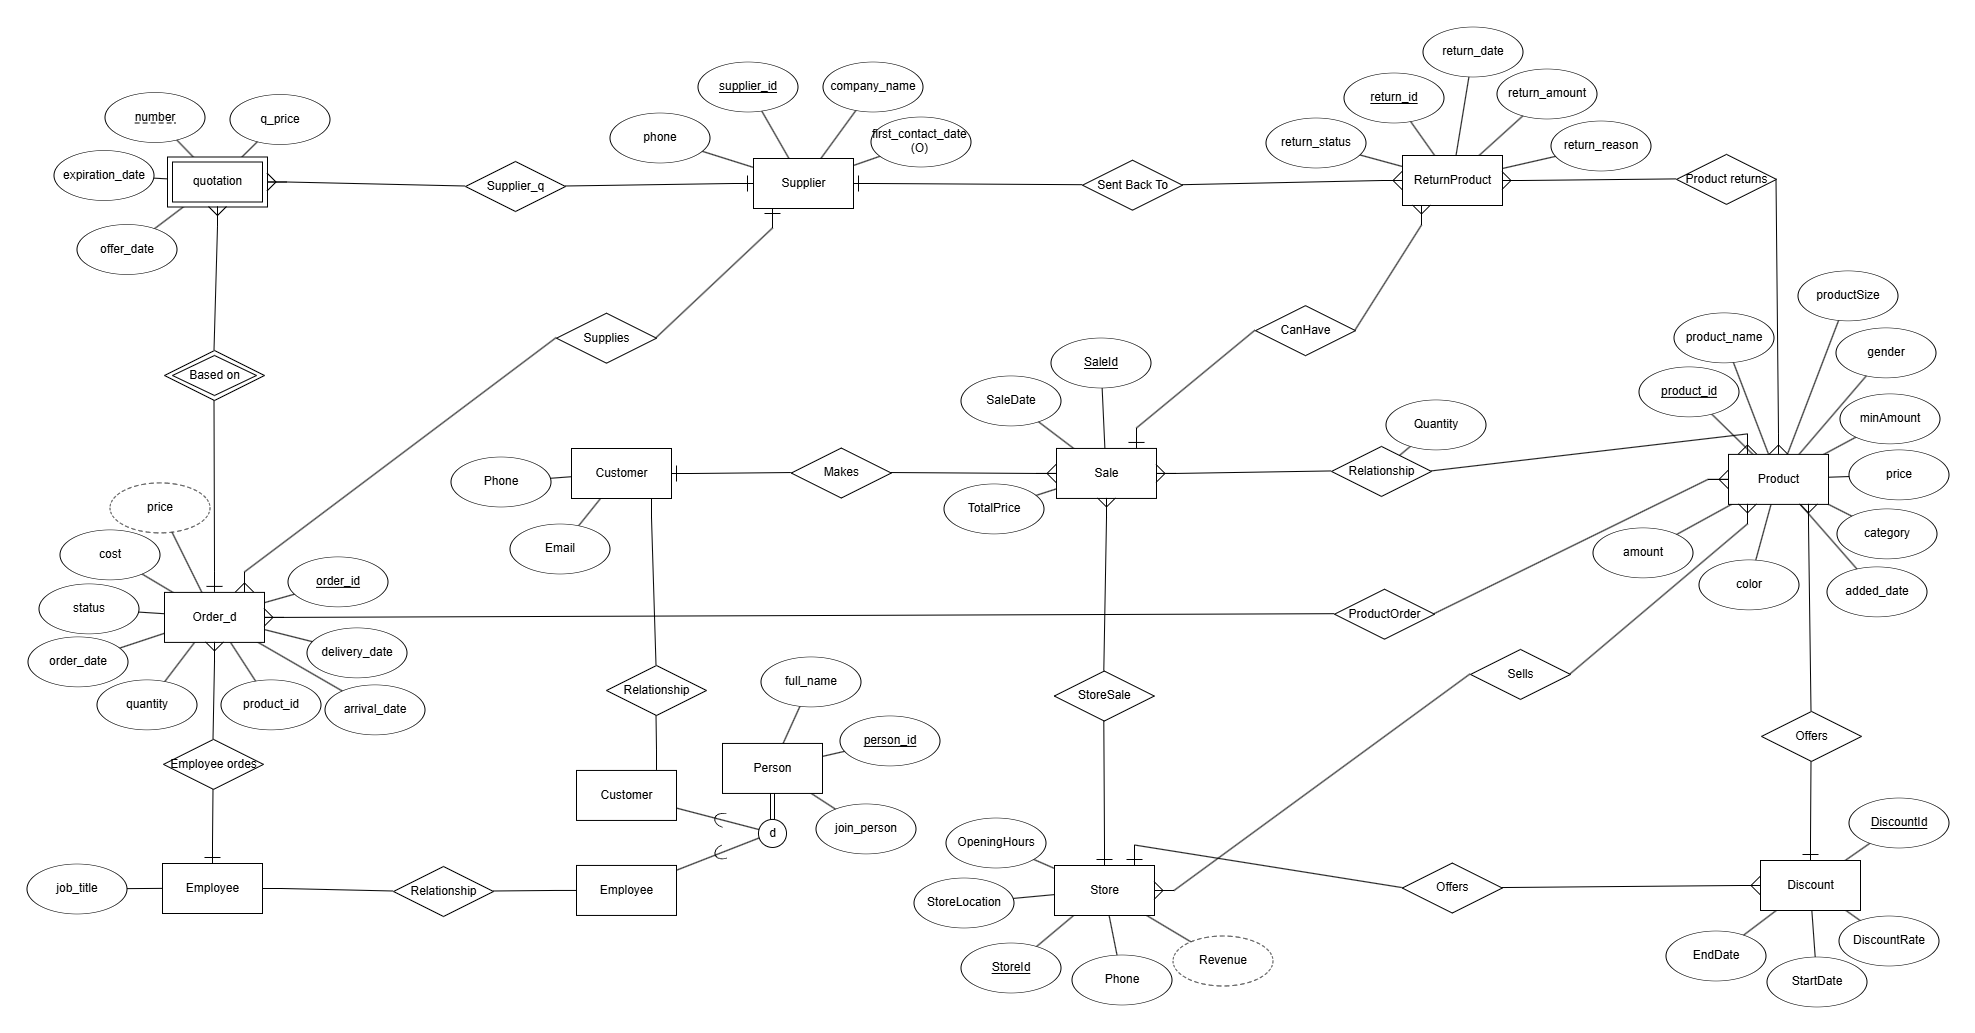 return_date
supplier_id
company_name
return_id
return_amount
number
q_price
phone
first_contact_date
(O)
return_status
return_reason
expiration_date
quotation
Supplier_q
Supplier
Sent Back To
ReturnProduct
Product returns
offer_date
productSize
Supplies
CanHave
product_name
gender
Based on
SaleId
product_id
SaleDate
Quantity
minAmount
Customer
Makes
Sale
Relationship
Product
price
Phone
price
TotalPrice
category
cost
Email
amount
order_id
color
added_date
status
Order_d
ProductOrder
order_date
delivery_date
Sells
quantity
product_id
arrival_date
Relationship
full_name
StoreSale
Employee ordes
person_id
Offers
Person
Customer
join_person
d
DiscountId
OpeningHours
job_title
Employee
Relationship
Employee
Store
Offers
Discount
StoreLocation
DiscountRate
StoreId
Phone
Revenue
EndDate
StartDate